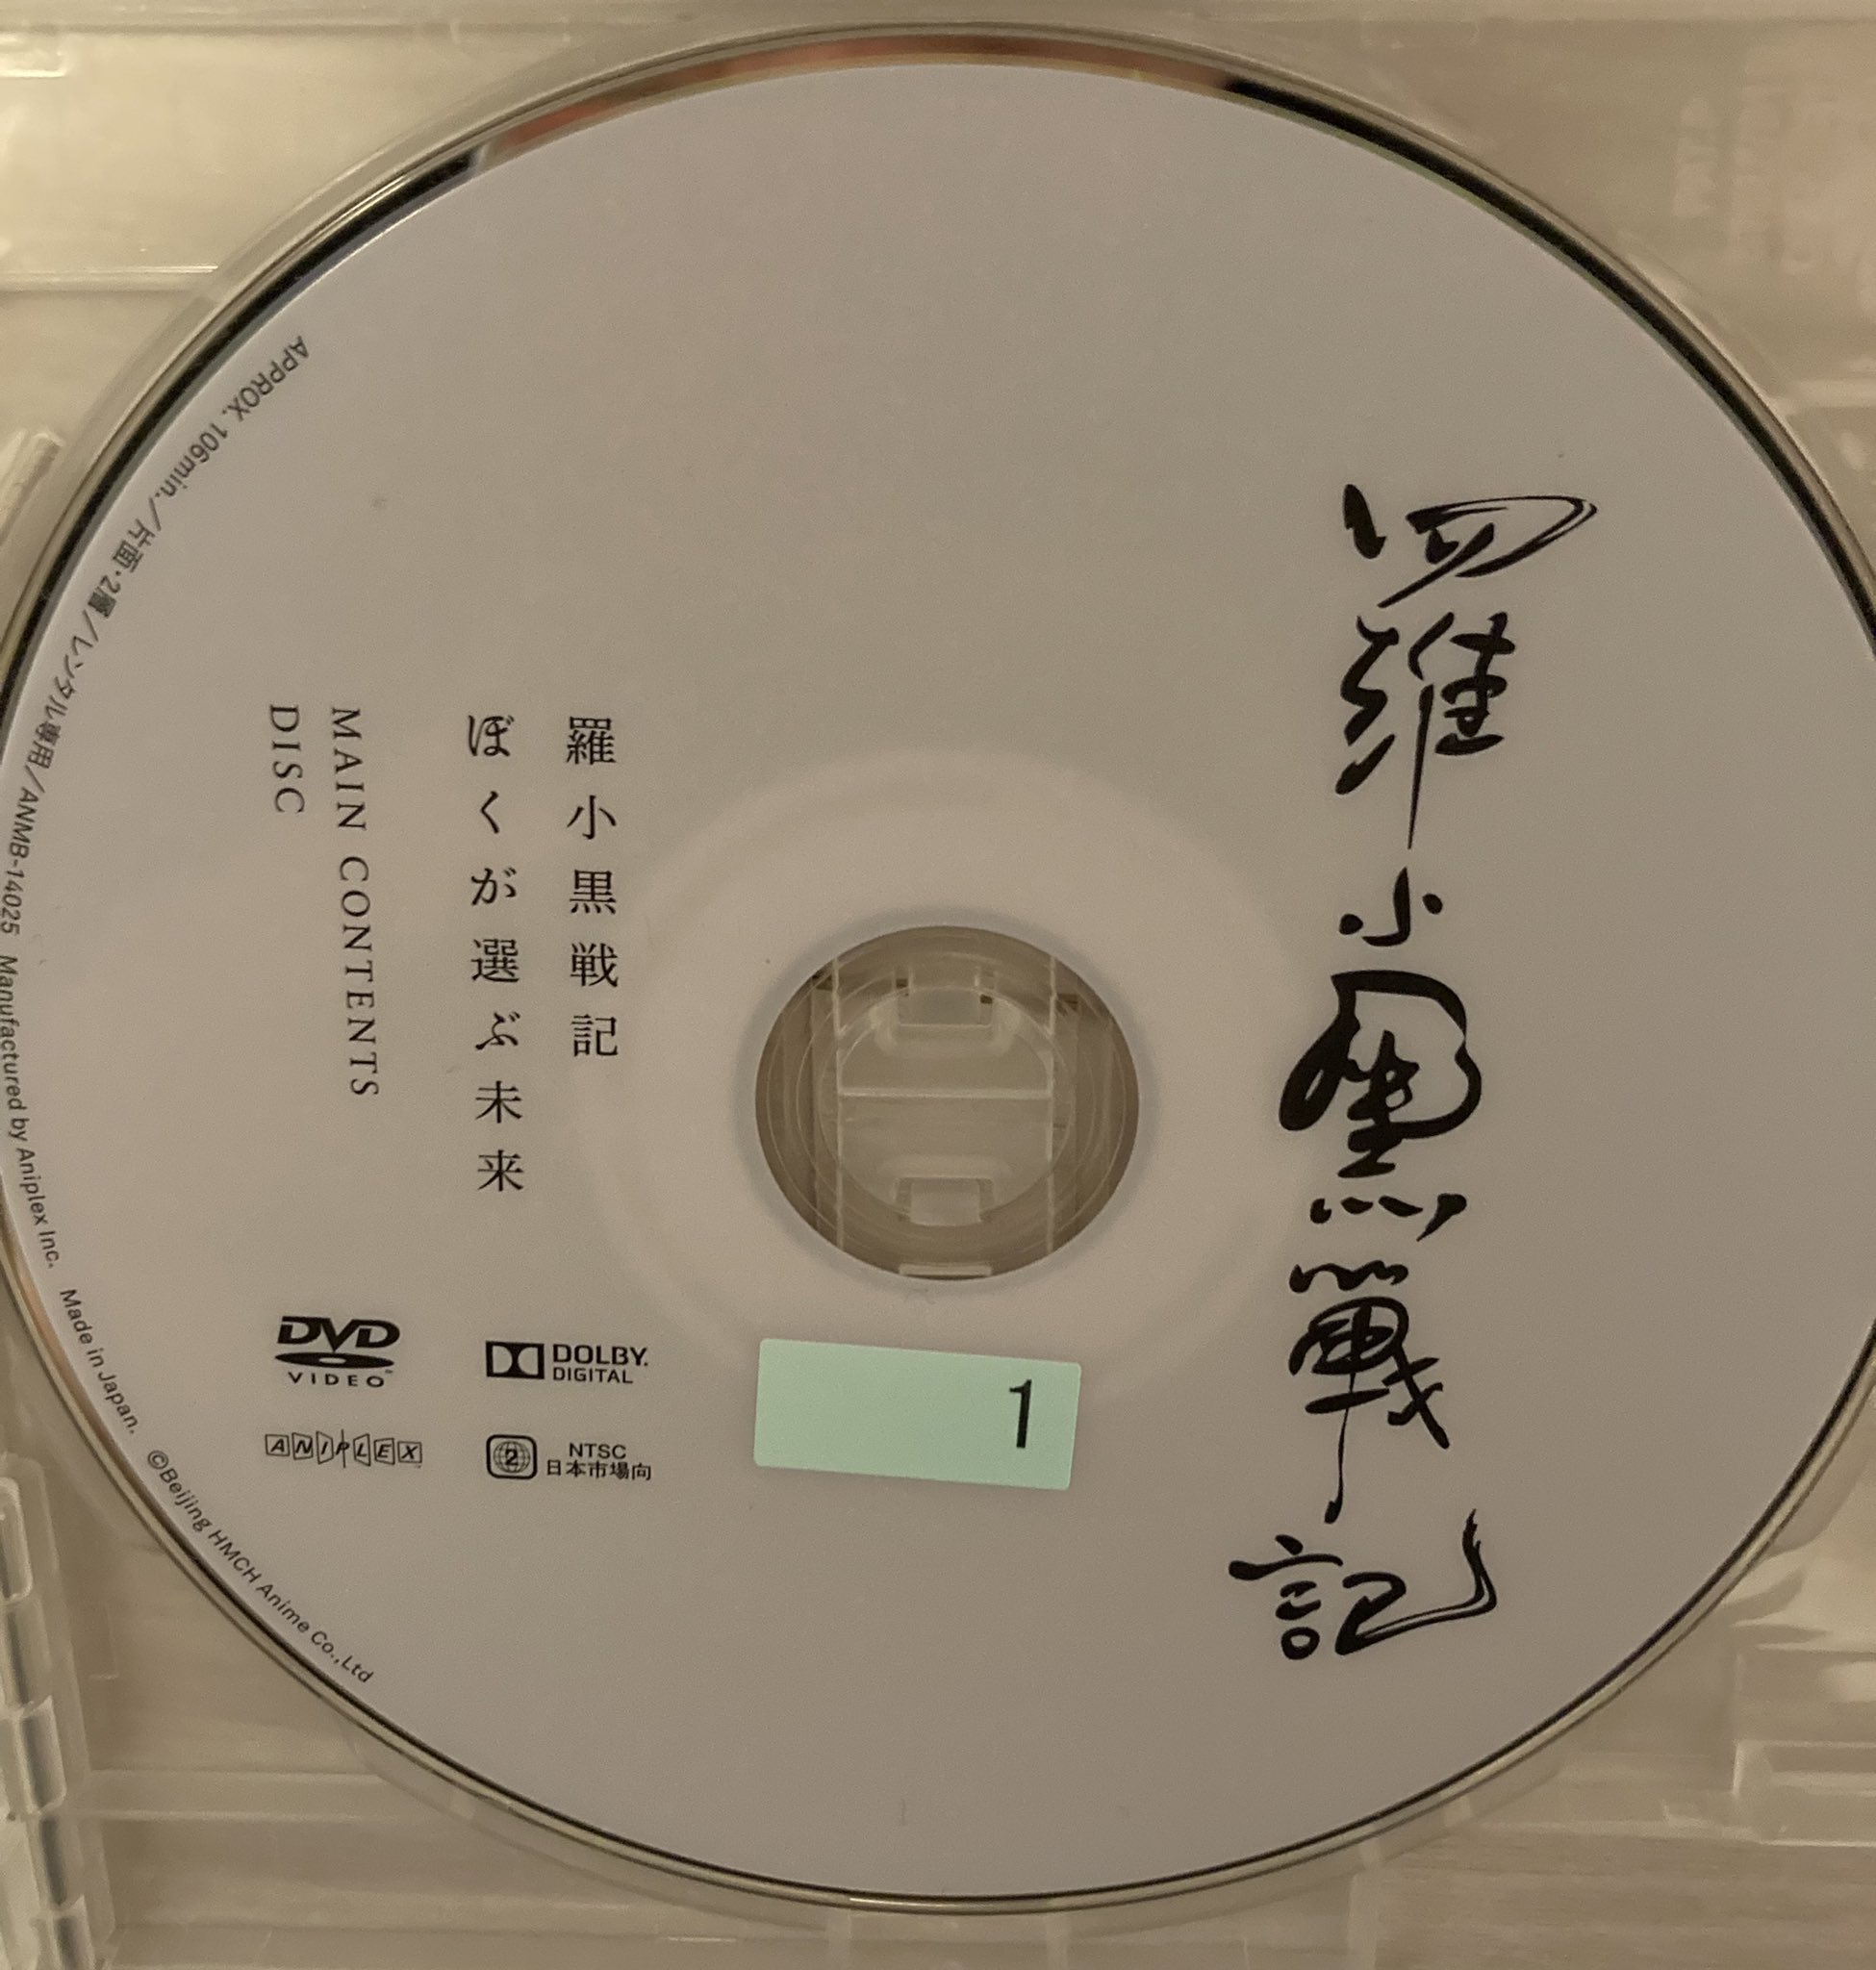 羅小黒戦記
羅小黒戦記
ぼくが選ぶ未来
MAIN CONTENTS
DISC
DVD
VIDEO
DOLBY
DIGITAL
ANIPLEX
2
NTSC
日本市場向
1
APPROX. 106min.／片面・2層／レンタル専用／ANMB-14025 Manufactured by Aniplex Inc. Made in Japan. ©Beijing HMCH Anime Co.,Ltd